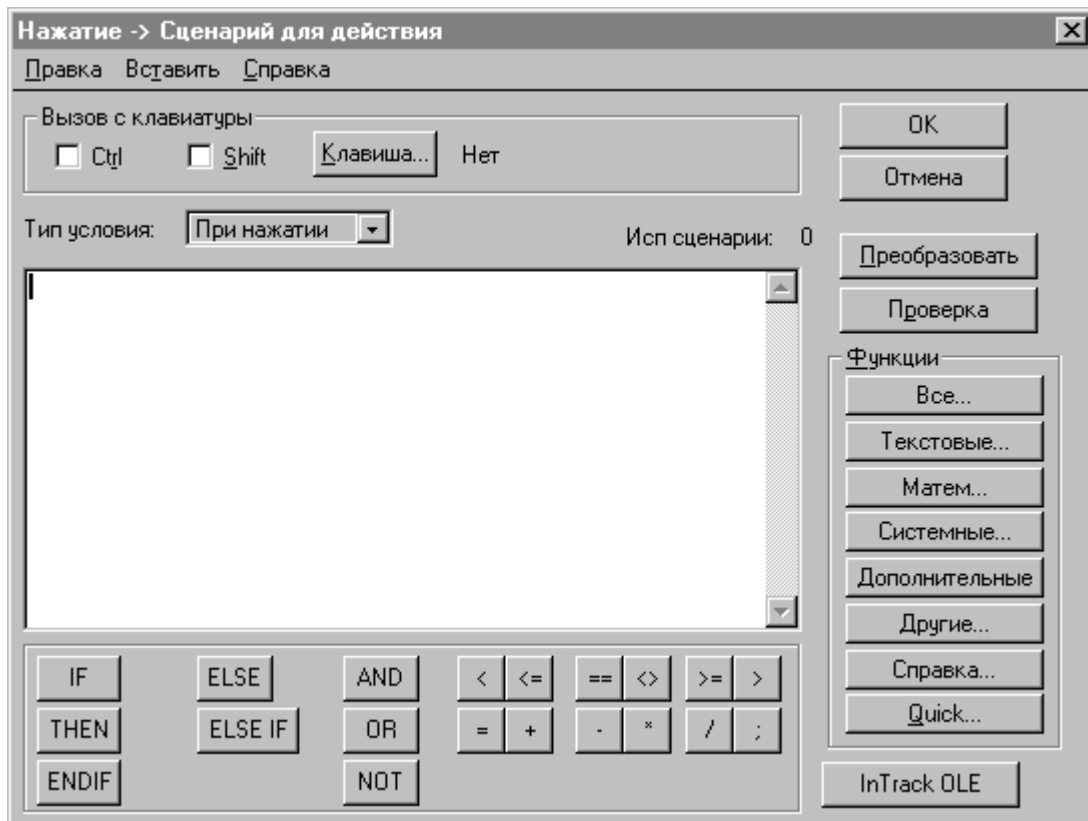 Нажатие -> Сценарий для действия
Правка Вставить Справка
Вызов с клавиатуры
Ctrl Shift Клавиша... Нет
OK
Отмена
Тип условия: При нажатии Исп сценарии: 0
Преобразовать
Проверка
Функции
Все...
Текстовые...
Матем...
Системные...
Дополнительные
Другие...
Справка...
Quick...
IF ELSE AND < <= == <> >= >
THEN ELSE IF OR = + - * / ;
ENDIF NOT
InTrack OLE